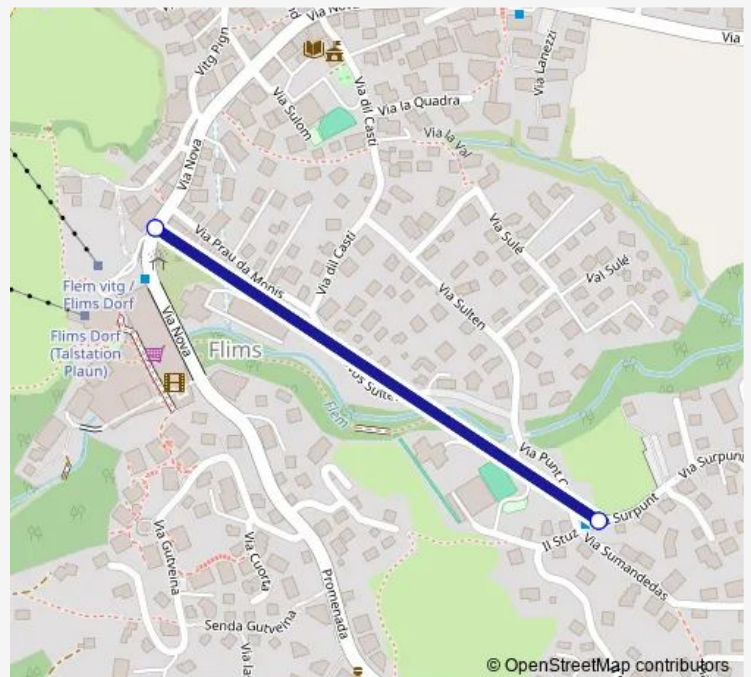 Via Nova
Via
Vitg Pign
Via Lanezzi
Via Sulom
Via dil Casti
Via la Quadra
Via la Val
Via Nova
Via Prau da Monis
Via Sulé
Val Sulé
Via dil Casti
Via Sulten
Flem vitg /
Flims Dorf
Via Nova
Flims Dorf
(Talstation
Plaun)
Flims
Flem
Via Punt
Via Surpunt
Surpunt
Il Stuz
Via Sumandedas
Via Gutveina
Via Cuorta
Promenada
Senda Gutveina
© OpenStreetMap contributors